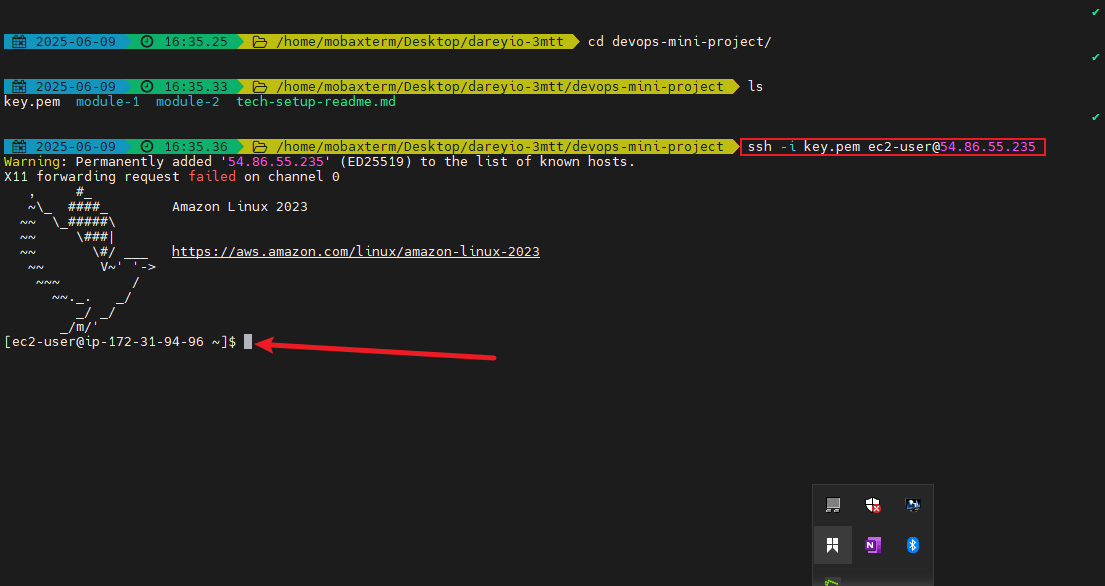 2025-06-09 16:35.25 /home/mobaxterm/Desktop/dareyio-3mtt cd devops-mini-project/
2025-06-09 16:35.33 /home/mobaxterm/Desktop/dareyio-3mtt/devops-mini-project ls
key.pem  module-1  module-2  tech-setup-readme.md
2025-06-09 16:35.36 /home/mobaxterm/Desktop/dareyio-3mtt/devops-mini-project ssh -i key.pem ec2-user@54.86.55.235
Warning: Permanently added '54.86.55.235' (ED25519) to the list of known hosts.
X11 forwarding request failed on channel 0
   ,     #_
   ~\_  ####_        Amazon Linux 2023
  ~~  \_#####\
  ~~     \###|
  ~~       \#/ ___   https://aws.amazon.com/linux/amazon-linux-2023
   ~~       V~' '->
    ~~~         /
      ~~._.   _/
         _/ _/
       _/m/'
[ec2-user@ip-172-31-94-96 ~]$
N